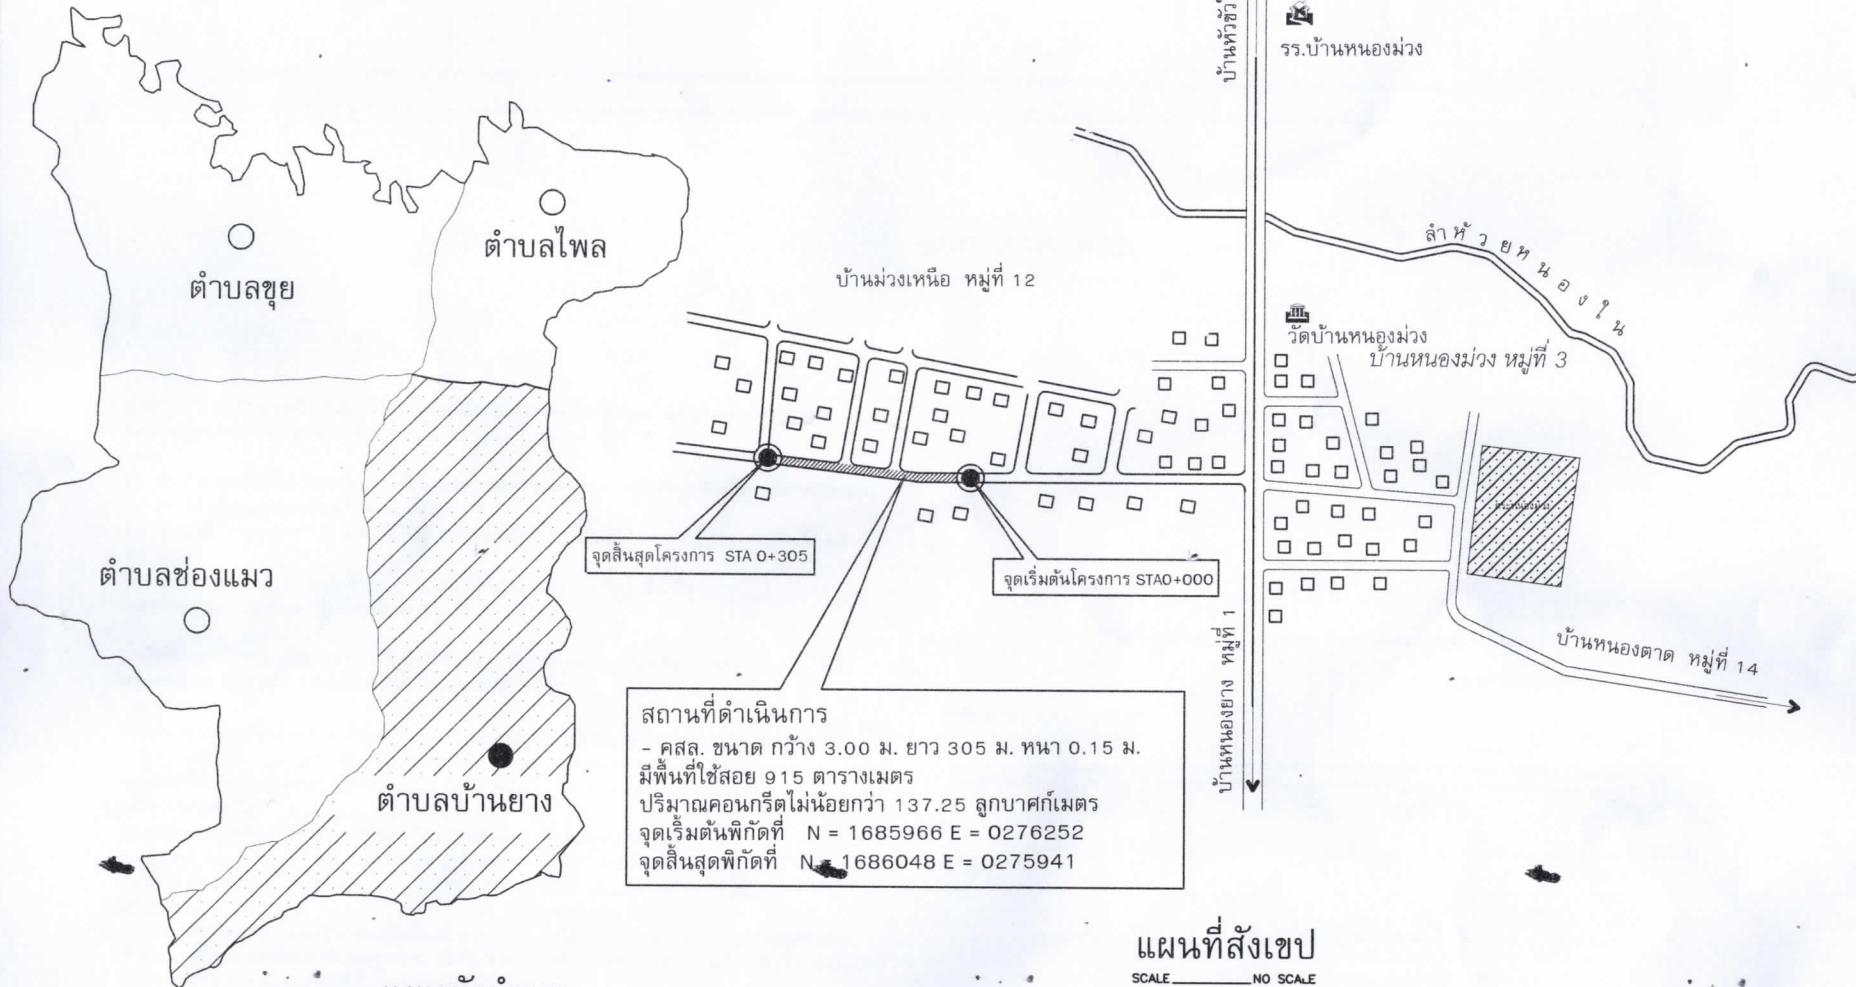 รร.บ้านหนองม่วง
ตำบลไพล
ตำบลขุย
ลำห้วยหนองใน
บ้านม่วงเหนือ หมู่ที่ 12
วัดบ้านหนองม่วง
บ้านหนองม่วง หมู่ที่ 3
จุดสิ้นสุดโครงการ STA 0+305
จุดเริ่มต้นโครงการ STA0+000
ตำบลช่องแมว
บ้านหนองยาง หมู่ที่ 1
บ้านหนองตาด หมู่ที่ 14
สถานที่ดำเนินการ
- คสล. ขนาด กว้าง 3.00 ม. ยาว 305 ม. หนา 0.15 ม.
มีพื้นที่ใช้สอย 915 ตารางเมตร
ปริมาณคอนกรีตไม่น้อยกว่า 137.25 ลูกบาศก์เมตร
จุดเริ่มต้นพิกัดที่ N = 1685966 E = 0276252
จุดสิ้นสุดพิกัดที่ N = 1686048 E = 0275941
ตำบลบ้านยาง
แผนที่สังเขป
SCALE NO SCALE